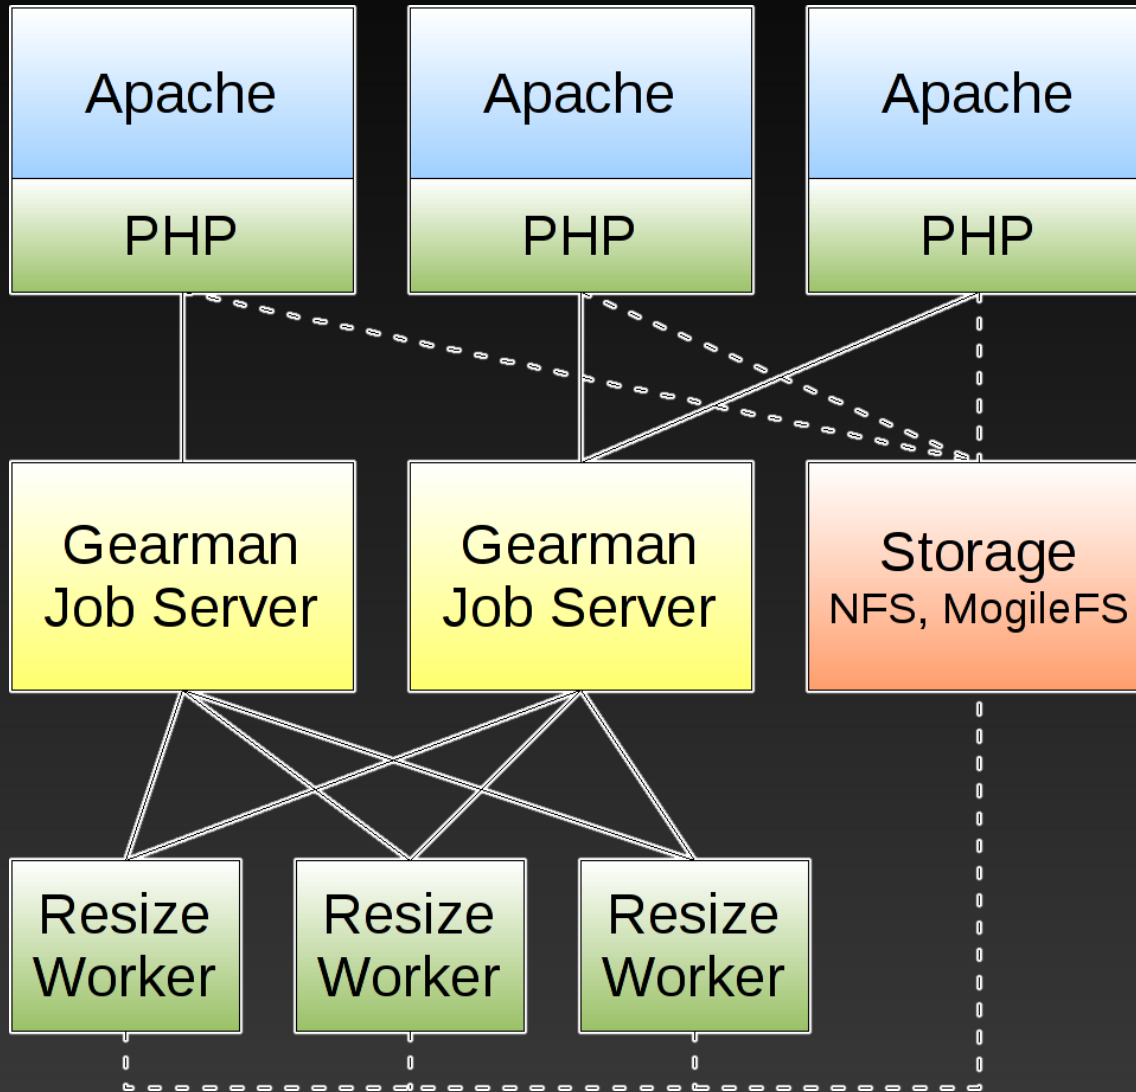 Apache
Apache
Apache
PHP
PHP
PHP
Gearman
Job Server
Gearman
Job Server
Storage
NFS, MogileFS
Resize
Worker
Resize
Worker
Resize
Worker